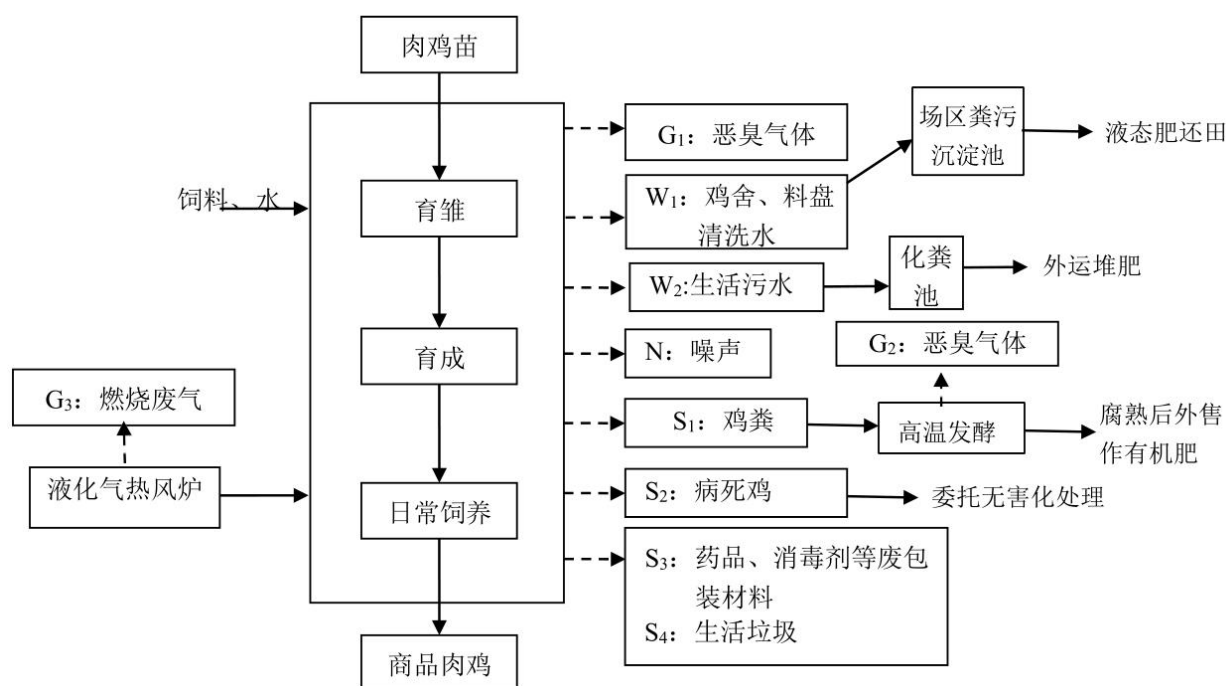 肉鸡苗
G₁：恶臭气体
场区粪污
沉淀池
液态肥还田
饲料、水
育雏
W₁：鸡舍、料盘
清洗水
W₂:生活污水
化粪
池
外运堆肥
育成
N：噪声
G₂：恶臭气体
G₃：燃烧废气
S₁：鸡粪
高温发酵
腐熟后外售
作有机肥
液化气热风炉
日常饲养
S₂：病死鸡
委托无害化处理
S₃：药品、消毒剂等废包
装材料
S₄：生活垃圾
商品肉鸡